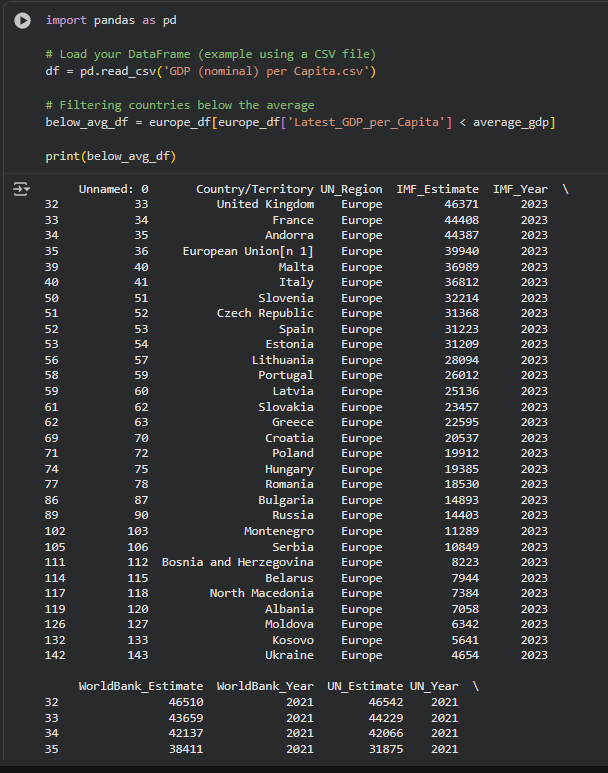 import pandas as pd
# Load your DataFrame (example using a CSV file)
df = pd.read_csv('GDP (nominal) per Capita.csv')
# Filtering countries below the average
below_avg_df = europe_df[europe_df['Latest_GDP_per_Capita'] < average_gdp]
print(below_avg_df)
Unnamed: 0 Country/Territory UN_Region IMF_Estimate IMF_Year \
32 33 United Kingdom Europe 46371 2023
33 34 France Europe 44408 2023
34 35 Andorra Europe 44387 2023
35 36 European Union[n 1] Europe 39940 2023
39 40 Malta Europe 36989 2023
40 41 Italy Europe 36812 2023
50 51 Slovenia Europe 32214 2023
51 52 Czech Republic Europe 31368 2023
52 53 Spain Europe 31223 2023
53 54 Estonia Europe 31209 2023
56 57 Lithuania Europe 28094 2023
58 59 Portugal Europe 26012 2023
59 60 Latvia Europe 25136 2023
61 62 Slovakia Europe 23457 2023
62 63 Greece Europe 22595 2023
69 70 Croatia Europe 20537 2023
71 72 Poland Europe 19912 2023
74 75 Hungary Europe 19385 2023
77 78 Romania Europe 18530 2023
86 87 Bulgaria Europe 14893 2023
89 90 Russia Europe 14403 2023
102 103 Montenegro Europe 11289 2023
105 106 Serbia Europe 10849 2023
111 112 Bosnia and Herzegovina Europe 8223 2023
114 115 Belarus Europe 7944 2023
117 118 North Macedonia Europe 7384 2023
119 120 Albania Europe 7058 2023
126 127 Moldova Europe 6342 2023
132 133 Kosovo Europe 5641 2023
142 143 Ukraine Europe 4654 2023
WorldBank_Estimate WorldBank_Year UN_Estimate UN_Year \
32 46510 2021 46542 2021
33 43659 2021 44229 2021
34 42137 2021 42066 2021
35 38411 2021 31875 2021